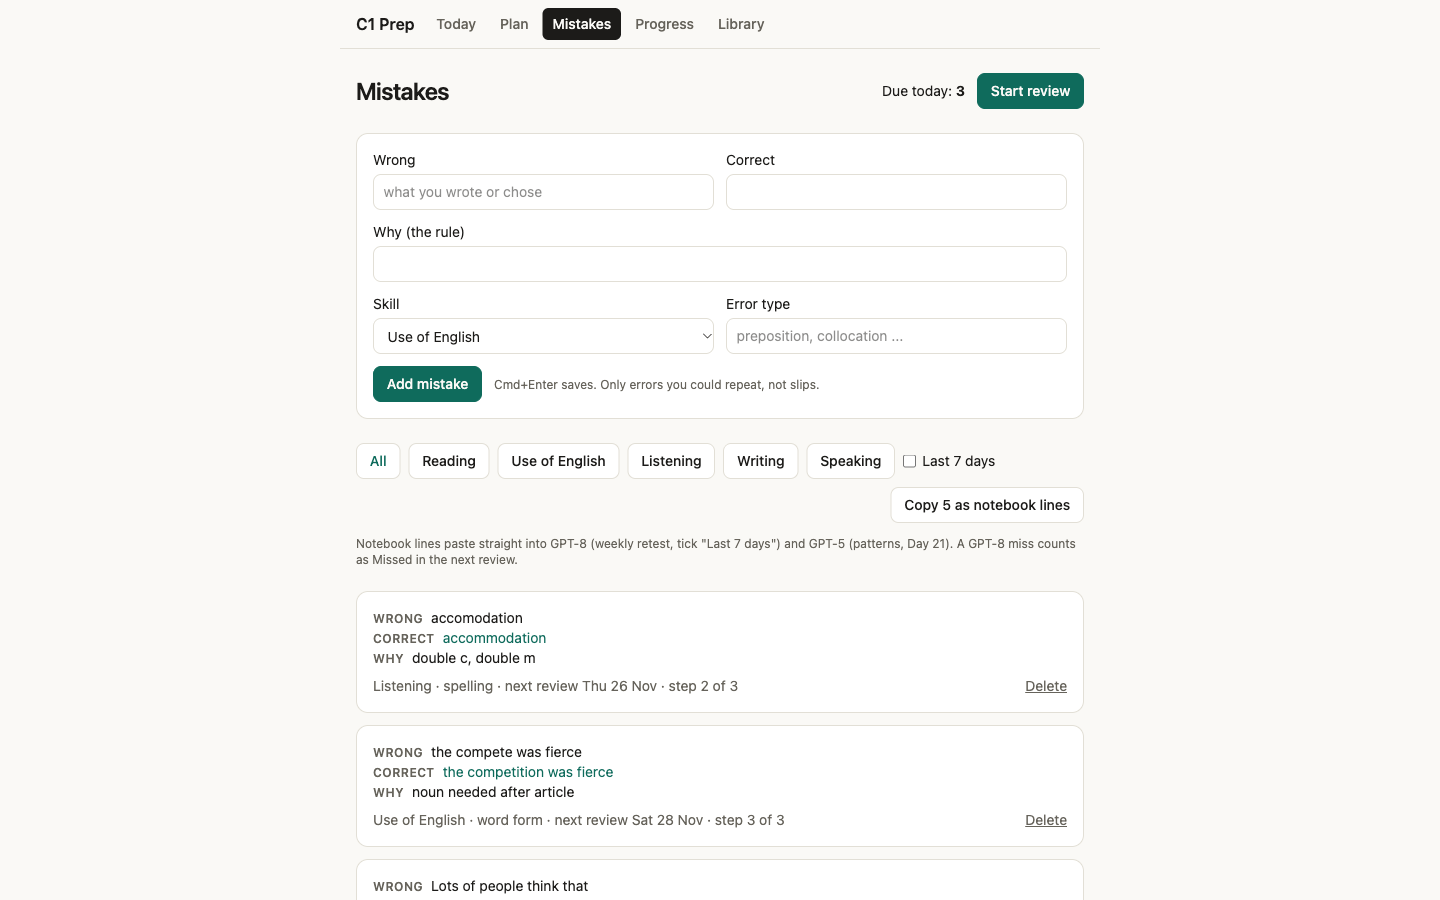 C1 Prep Today Plan Mistakes Progress Library
Mistakes Due today: 3 Start review
Wrong Correct
what you wrote or chose
Why (the rule)
Skill Error type
Use of English preposition, collocation ...
Add mistake Cmd+Enter saves. Only errors you could repeat, not slips.
All Reading Use of English Listening Writing Speaking Last 7 days
Copy 5 as notebook lines
Notebook lines paste straight into GPT-8 (weekly retest, tick "Last 7 days") and GPT-5 (patterns, Day 21). A GPT-8 miss counts
as Missed in the next review.
WRONG accomodation
CORRECT accommodation
WHY double c, double m
Listening · spelling · next review Thu 26 Nov · step 2 of 3 Delete
WRONG the compete was fierce
CORRECT the competition was fierce
WHY noun needed after article
Use of English · word form · next review Sat 28 Nov · step 3 of 3 Delete
WRONG Lots of people think that